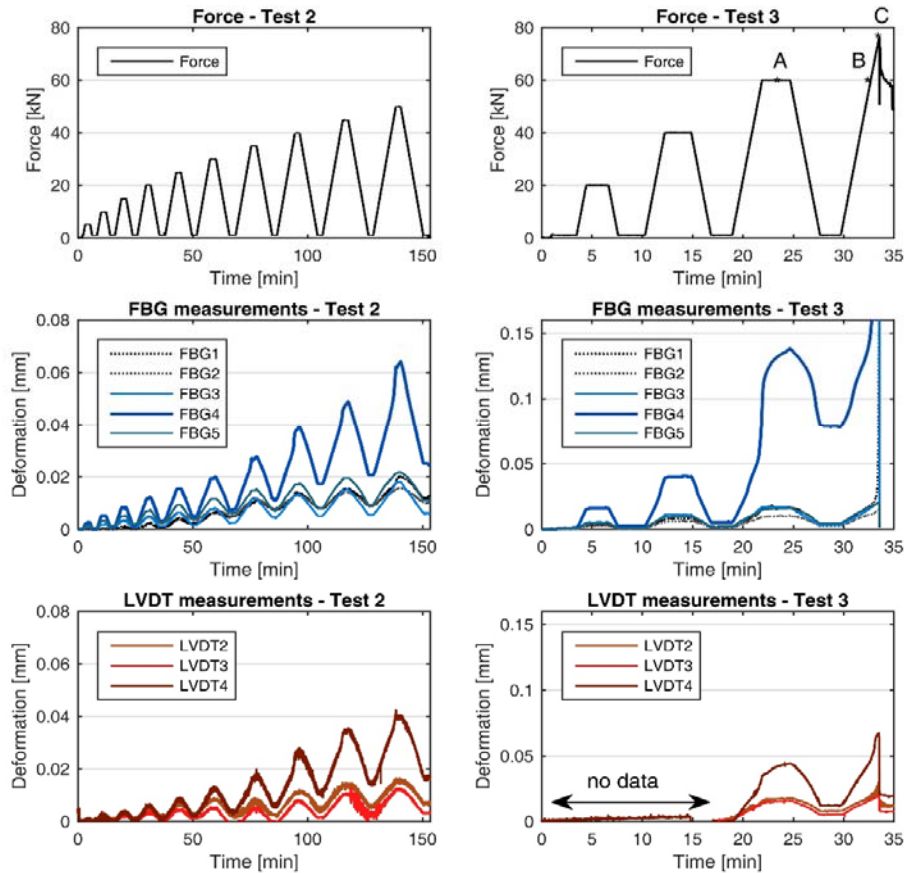 Force - Test 2
80
60
40
20
0
Force [kN]
Force
0 50 100 150
Time [min]
Force - Test 3
80
60
40
20
0
Force [kN]
Force
A
B
C
0 5 10 15 20 25 30 35
Time [min]
FBG measurements - Test 2
0.08
0.06
0.04
0.02
0
Deformation [mm]
FBG1
FBG2
FBG3
FBG4
FBG5
0 50 100 150
Time [min]
FBG measurements - Test 3
0.15
0.1
0.05
0
Deformation [mm]
FBG1
FBG2
FBG3
FBG4
FBG5
0 5 10 15 20 25 30 35
Time [min]
LVDT measurements - Test 2
0.08
0.06
0.04
0.02
0
Deformation [mm]
LVDT2
LVDT3
LVDT4
0 50 100 150
Time [min]
LVDT measurements - Test 3
0.15
0.1
0.05
0
Deformation [mm]
LVDT2
LVDT3
LVDT4
no data
0 5 10 15 20 25 30 35
Time [min]